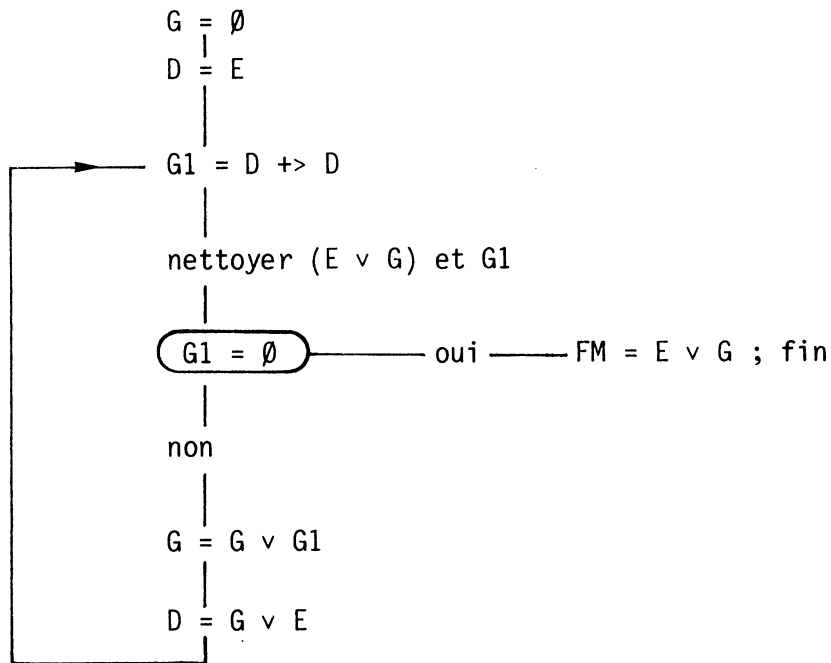 G = ∅
D = E
G1 = D +> D
nettoyer (E v G) et G1
G1 = ∅ oui FM = E v G ; fin
non
G = G v G1
D = G v E